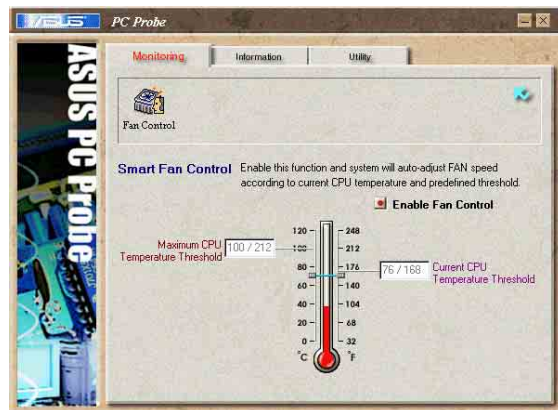 ASUS PC Probe
ASUS PC Probe
Monitoring Information Utility
Fan Control
Smart Fan Control Enable this function and system will auto-adjust FAN speed
according to current CPU temperature and predefined threshold.
Enable Fan Control
Maximum CPU
Temperature Threshold
100 / 212
76 / 168
Current CPU
Temperature Threshold
120 248
100 212
80 176
60 140
40 104
20 68
0 32
°C °F